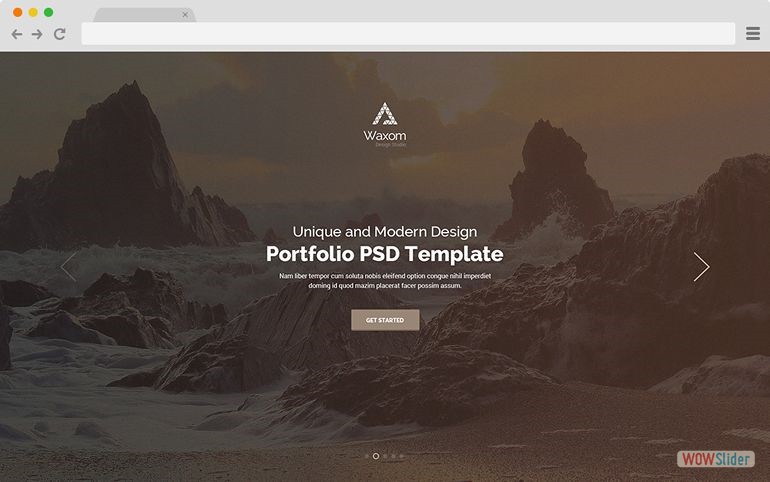 Waxom
Design Studio
Unique and Modern Design
Portfolio PSD Template
Nam liber tempor cum soluta nobis eleifend option congue nihil imperdiet
doming id quod mazim placerat facer possim assum.
GET STARTED
WOWSlider